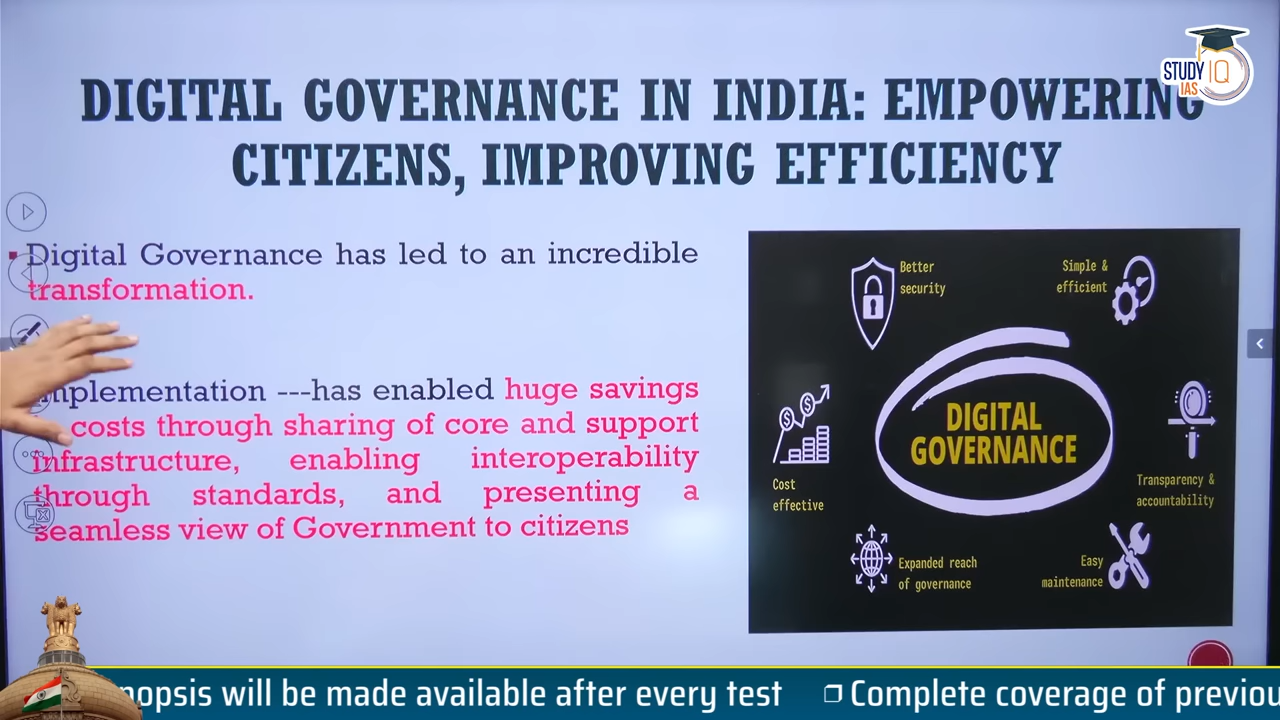 STUDY IQ
IAS
DIGITAL GOVERNANCE IN INDIA: EMPOWERING
CITIZENS, IMPROVING EFFICIENCY
Digital Governance has led to an incredible
transformation.
mplementation ---has enabled huge savings
costs through sharing of core and support
infrastructure, enabling interoperability
through standards, and presenting a
seamless view of Government to citizens
Better
security
Simple &
efficient
DIGITAL
GOVERNANCE
Cost
effective
Transparency &
accountability
Expanded reach
of governance
Easy
maintenance
nopsis will be made available after every test
Complete coverage of previou